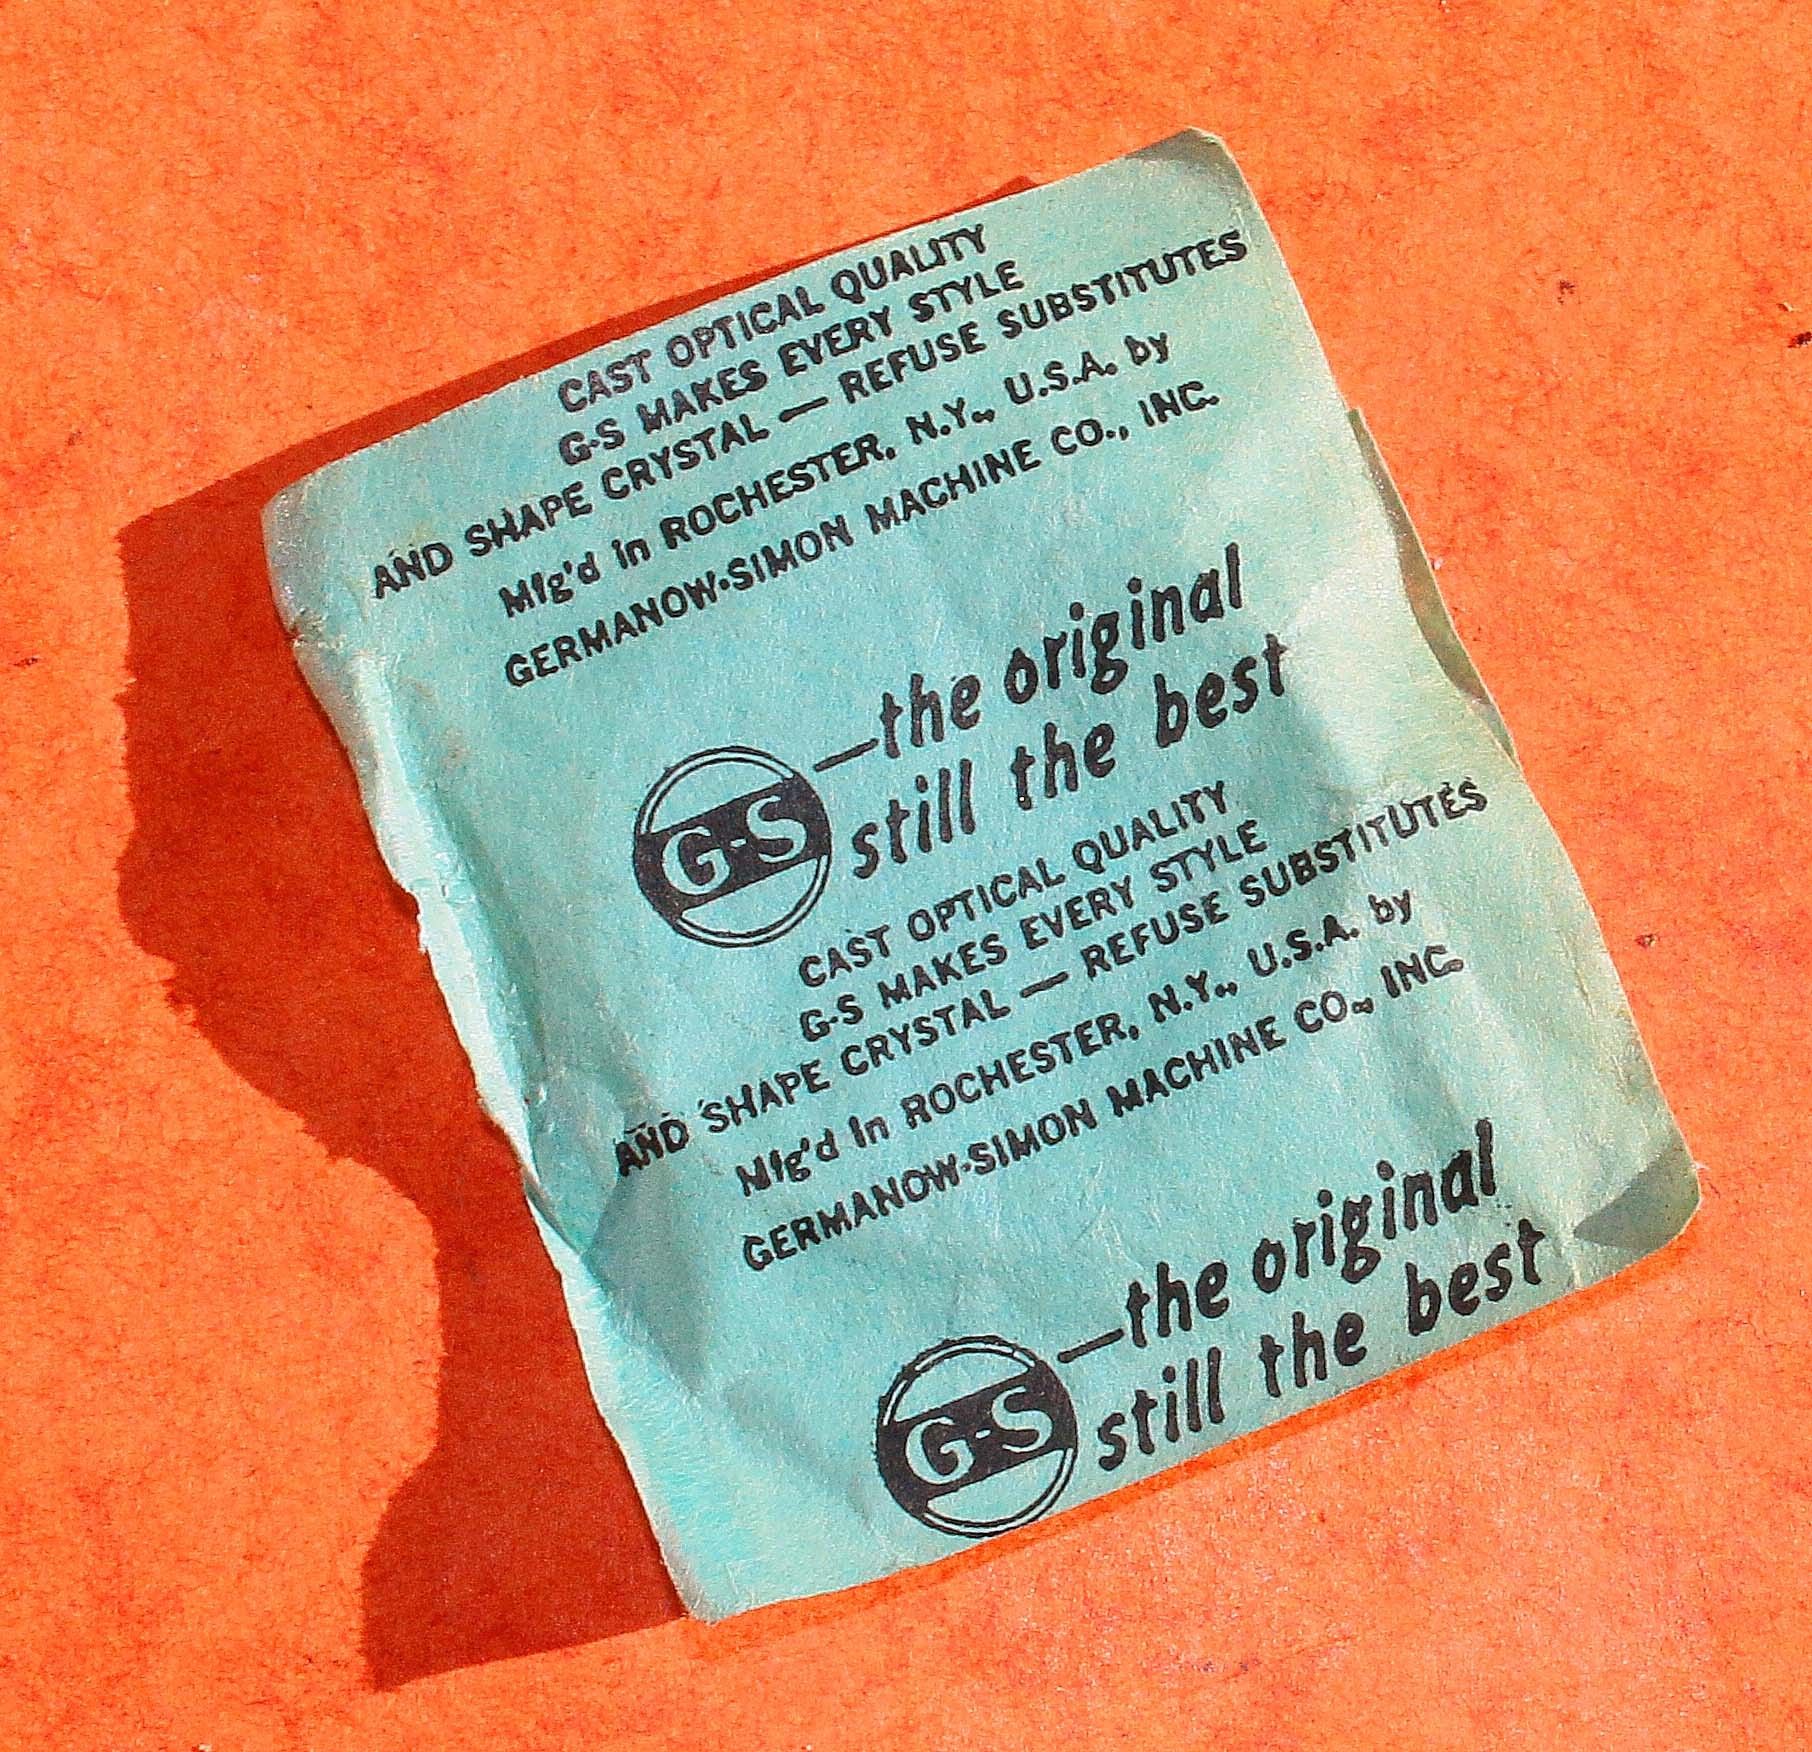 CAST OPTICAL QUALITY
G-S MAKES EVERY STYLE
AND SHAPE CRYSTAL — REFUSE SUBSTITUTES
Mfg'd in ROCHESTER, N.Y., U.S.A. by
GERMANOW-SIMON MACHINE CO., INC.
G-S —the original
still the best
CAST OPTICAL QUALITY
G-S MAKES EVERY STYLE
AND SHAPE CRYSTAL — REFUSE SUBSTITUTES
Mfg'd in ROCHESTER, N.Y., U.S.A. by
GERMANOW-SIMON MACHINE CO., INC.
G-S —the original
still the best